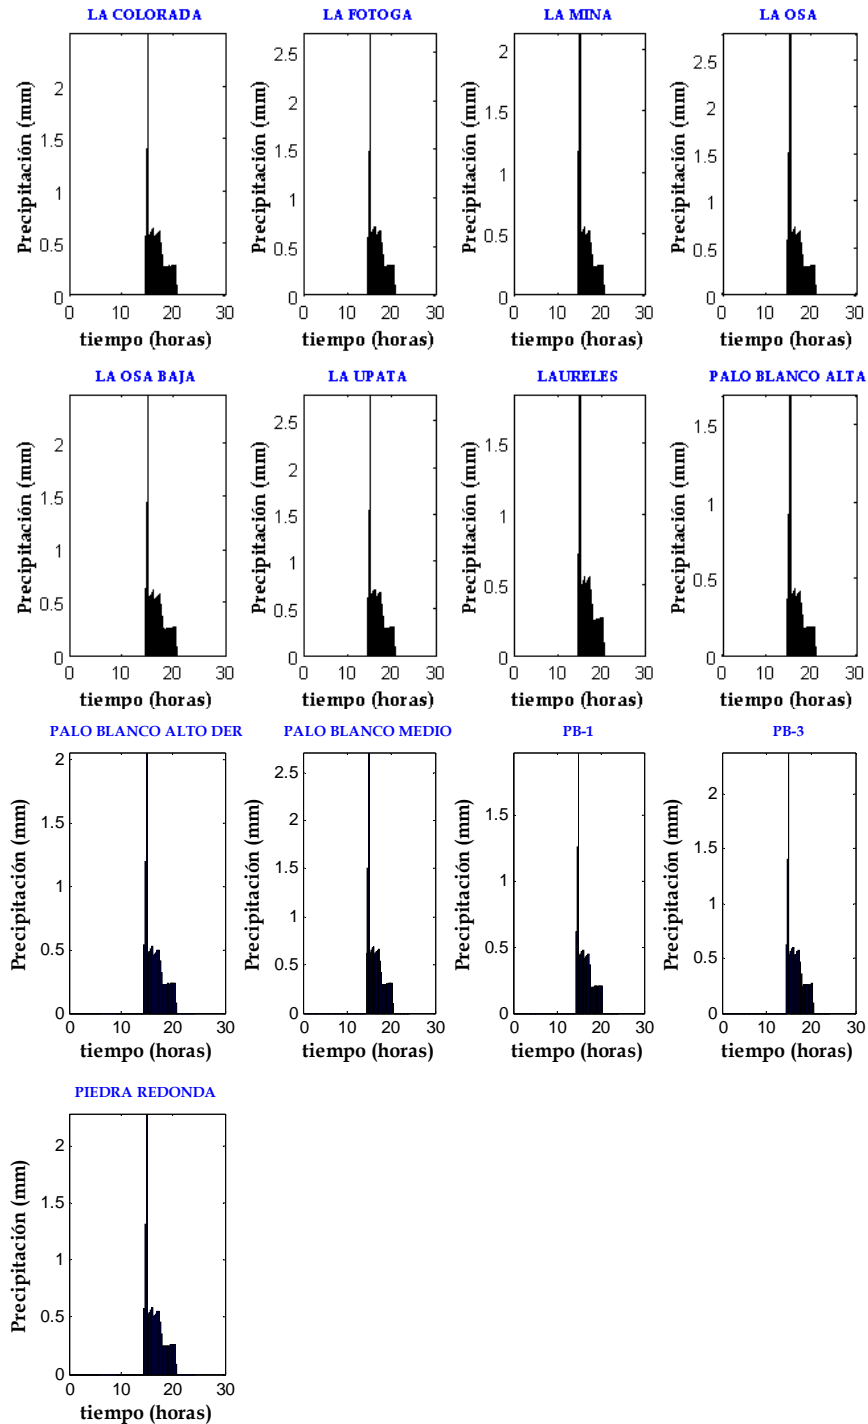 LA COLORADA
LA FOTOGA
LA MINA
LA OSA
Precipitación (mm)
2
1.5
1
0.5
0
0 10 20 30
tiempo (horas)
Precipitación (mm)
2.5
2
1.5
1
0.5
0
0 10 20 30
tiempo (horas)
Precipitación (mm)
2
1.5
1
0.5
0
0 10 20 30
tiempo (horas)
Precipitación (mm)
2.5
2
1.5
1
0.5
0
0 10 20 30
tiempo (horas)
LA OSA BAJA
LA UPATA
LAURELES
PALO BLANCO ALTA
Precipitación (mm)
2
1.5
1
0.5
0
0 10 20 30
tiempo (horas)
Precipitación (mm)
2.5
2
1.5
1
0.5
0
0 10 20 30
tiempo (horas)
Precipitación (mm)
1.5
1
0.5
0
0 10 20 30
tiempo (horas)
Precipitación (mm)
1.5
1
0.5
0
0 10 20 30
tiempo (horas)
PALO BLANCO ALTO DER
PALO BLANCO MEDIO
PB-1
PB-3
Precipitación (mm)
2
1.5
1
0.5
0
0 10 20 30
tiempo (horas)
Precipitación (mm)
2.5
2
1.5
1
0.5
0
0 10 20 30
tiempo (horas)
Precipitación (mm)
1.5
1
0.5
0
0 10 20 30
tiempo (horas)
Precipitación (mm)
2
1.5
1
0.5
0
0 10 20 30
tiempo (horas)
PIEDRA REDONDA
Precipitación (mm)
2
1.5
1
0.5
0
0 10 20 30
tiempo (horas)